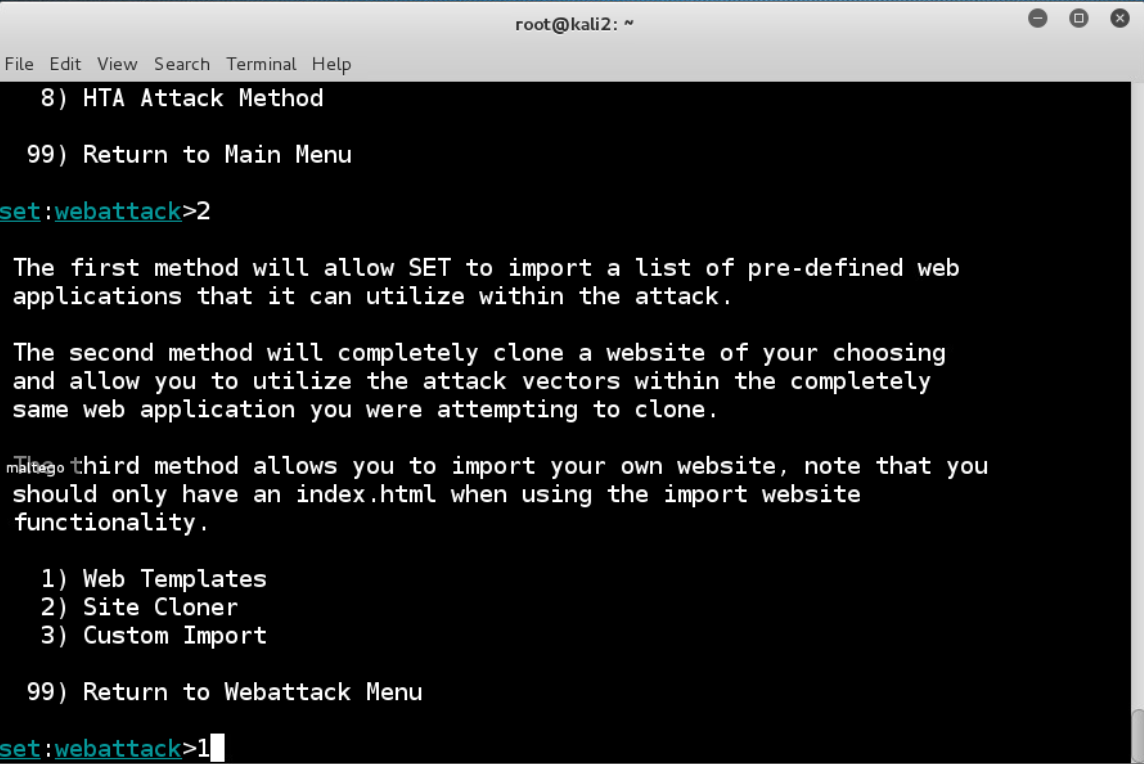 root@kali2: ~
File Edit View Search Terminal Help
8) HTA Attack Method
99) Return to Main Menu
set:webattack>2
The first method will allow SET to import a list of pre-defined web
applications that it can utilize within the attack.
The second method will completely clone a website of your choosing
and allow you to utilize the attack vectors within the completely
same web application you were attempting to clone.
maltego
The third method allows you to import your own website, note that you
should only have an index.html when using the import website
functionality.
1) Web Templates
2) Site Cloner
3) Custom Import
99) Return to Webattack Menu
set:webattack>1